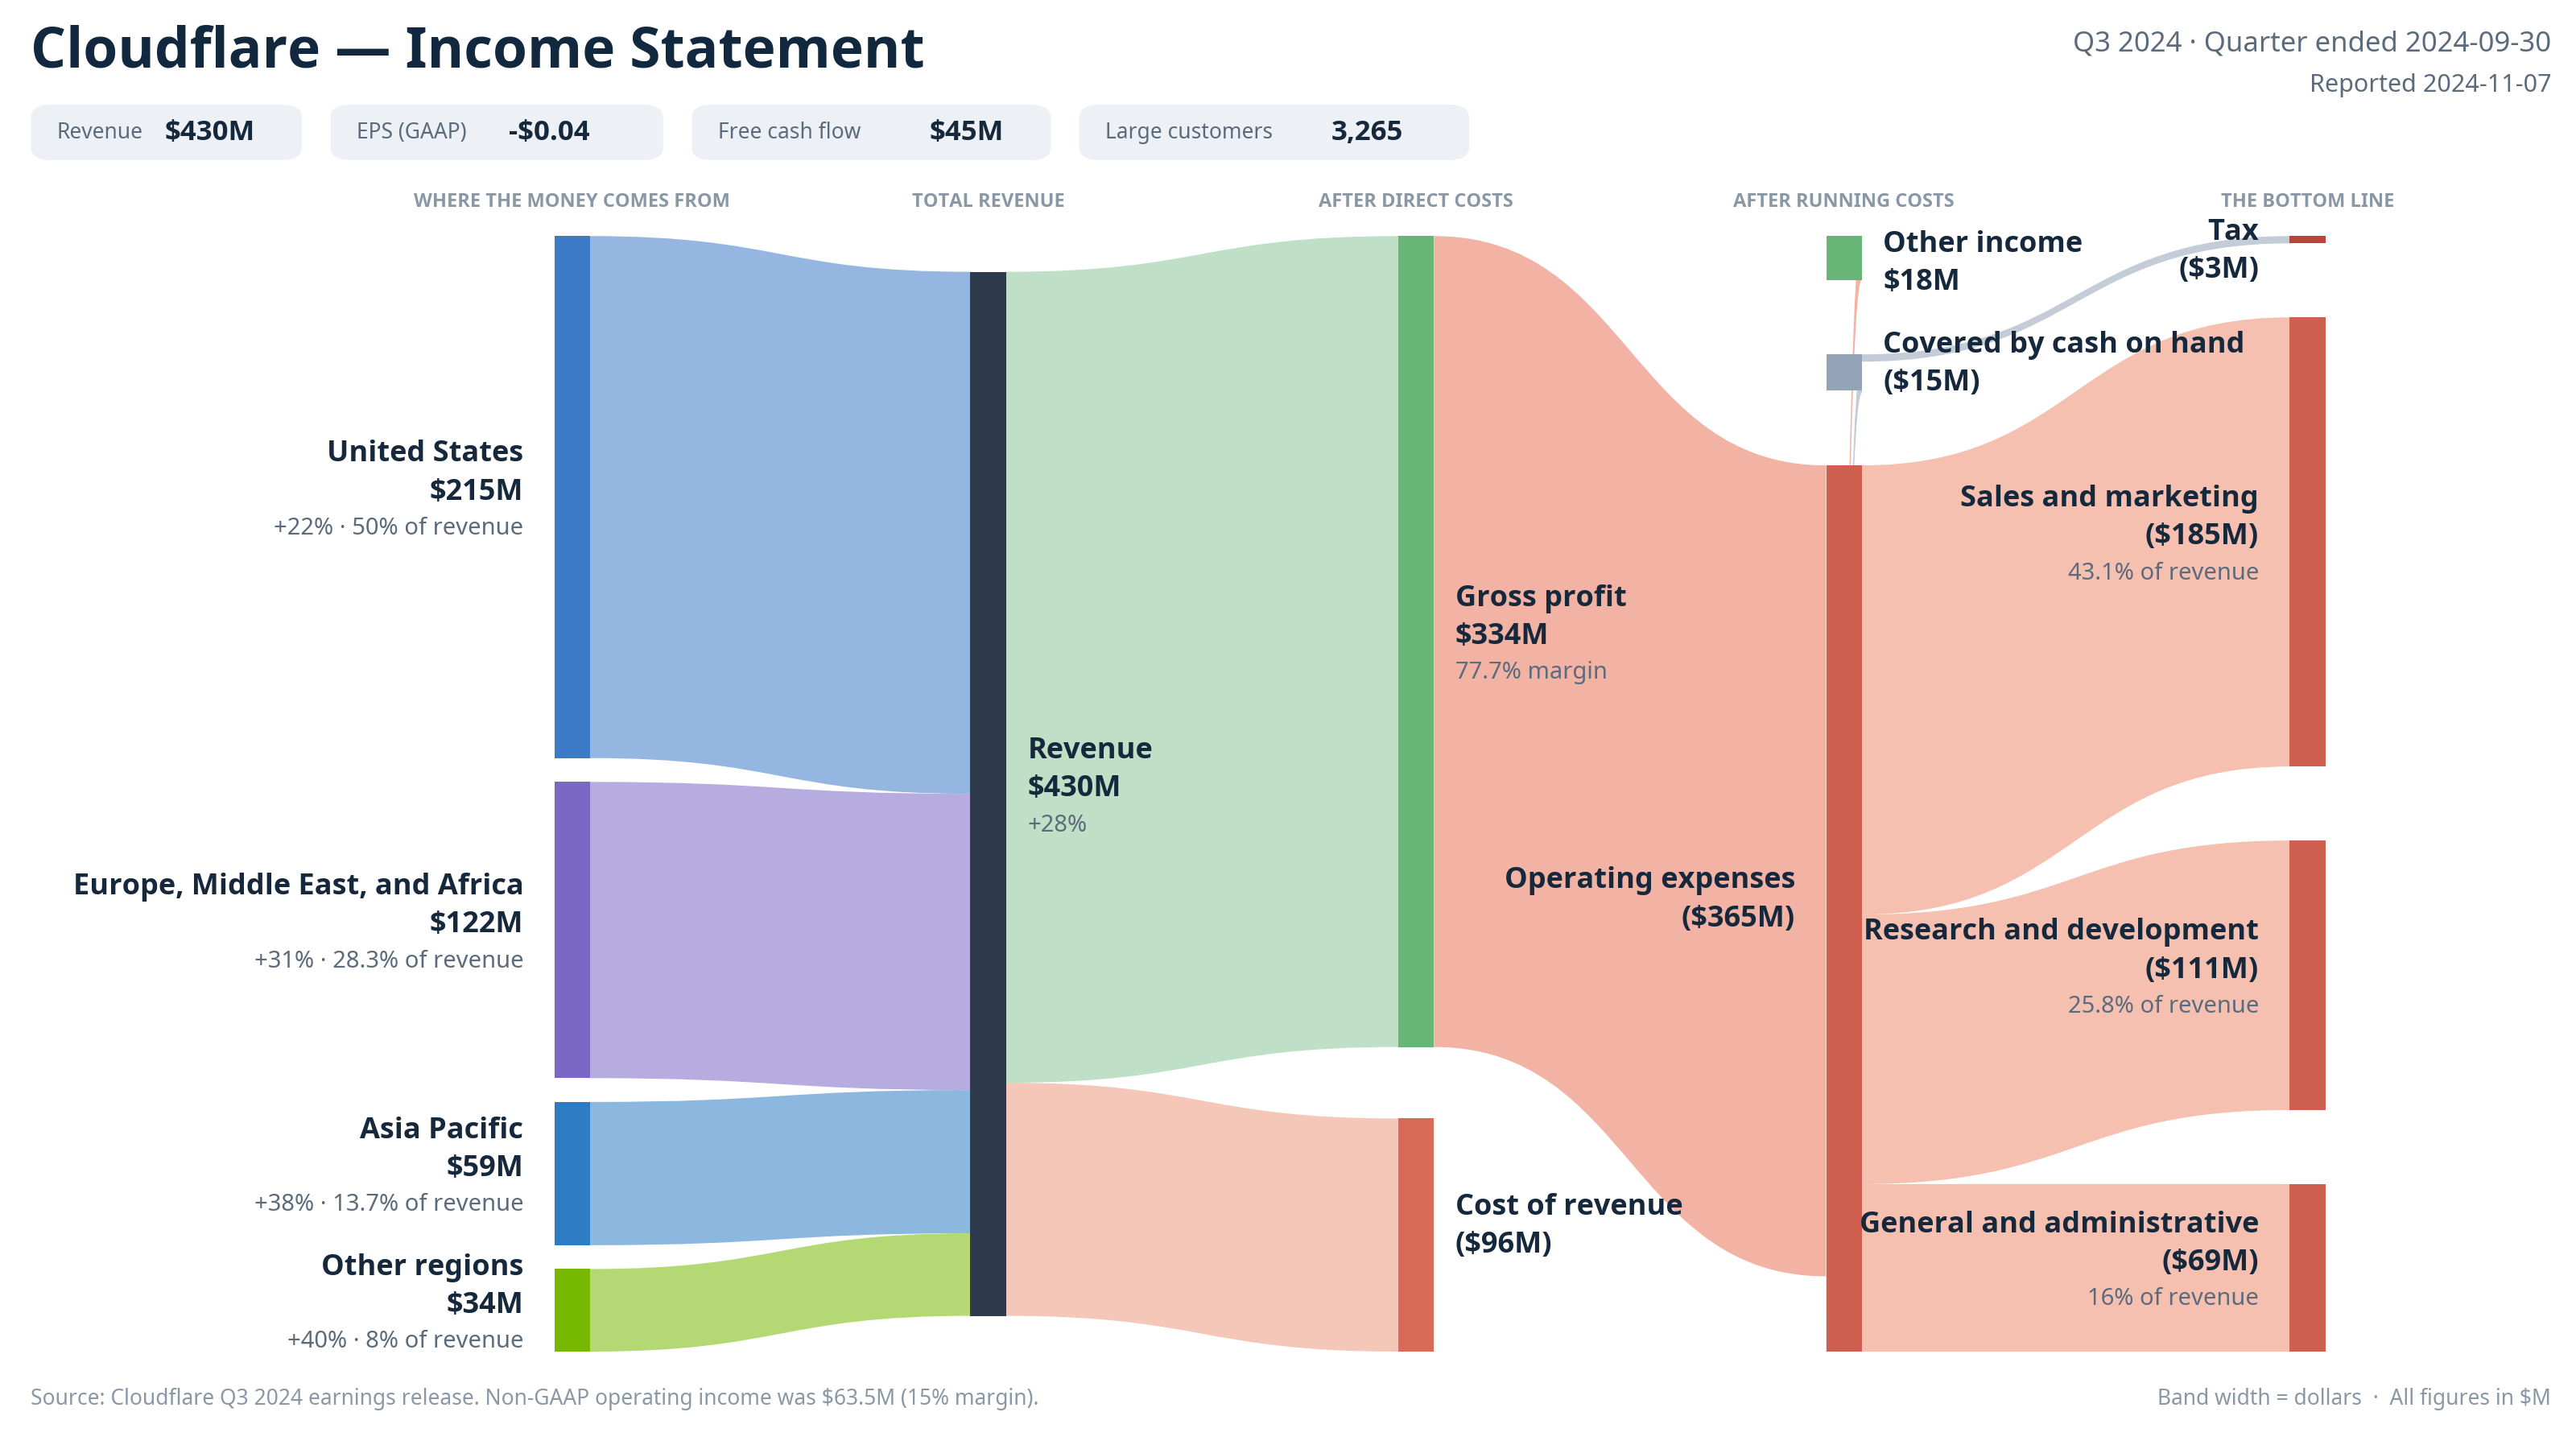 Cloudflare — Income Statement
Q3 2024 · Quarter ended 2024-09-30
Reported 2024-11-07
Revenue $430M
EPS (GAAP) -$0.04
Free cash flow $45M
Large customers 3,265
WHERE THE MONEY COMES FROM
TOTAL REVENUE
AFTER DIRECT COSTS
AFTER RUNNING COSTS
THE BOTTOM LINE
United States
$215M
+22% · 50% of revenue
Europe, Middle East, and Africa
$122M
+31% · 28.3% of revenue
Asia Pacific
$59M
+38% · 13.7% of revenue
Other regions
$34M
+40% · 8% of revenue
Revenue
$430M
+28%
Gross profit
$334M
77.7% margin
Cost of revenue
($96M)
Other income
$18M
Covered by cash on hand
($15M)
Operating expenses
($365M)
Tax
($3M)
Sales and marketing
($185M)
43.1% of revenue
Research and development
($111M)
25.8% of revenue
General and administrative
($69M)
16% of revenue
Source: Cloudflare Q3 2024 earnings release. Non-GAAP operating income was $63.5M (15% margin).
Band width = dollars · All figures in $M